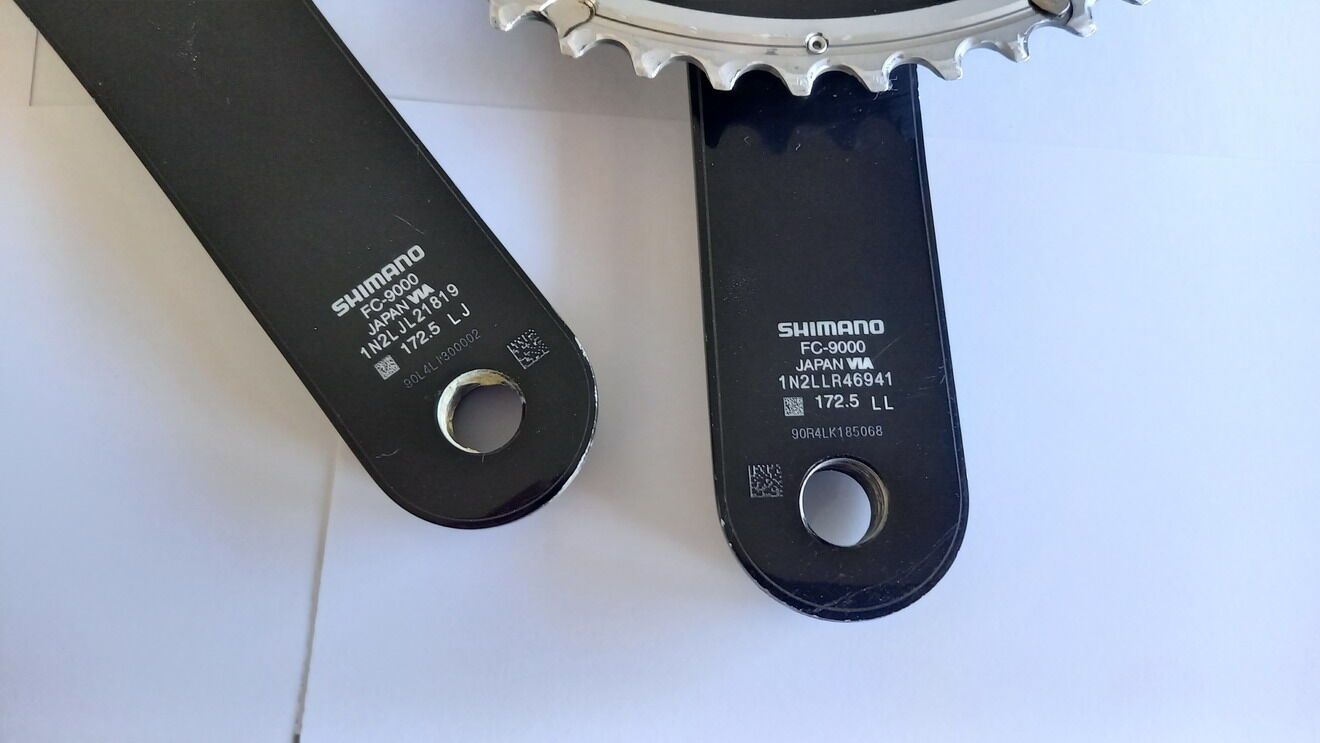 SHIMANO
FC-9000
JAPAN VIA
1N2LJL21819
172.5 LJ
SHIMANO
FC-9000
JAPAN VIA
1N2LLR46941
172.5 LL
90R4LK185068